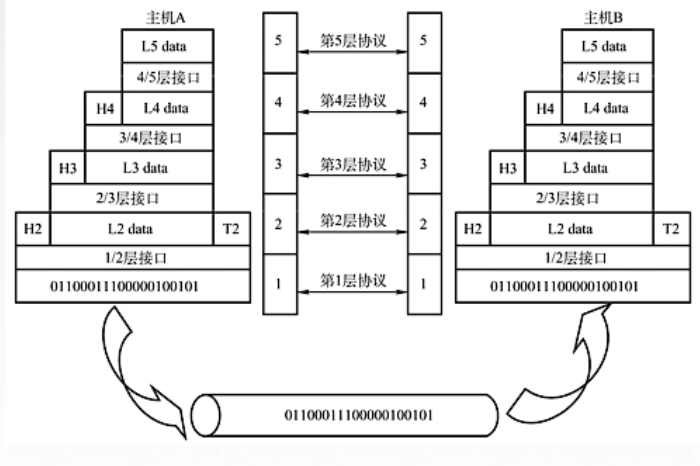 主机A
主机B
L5 data
5
第5层协议
5
L5 data
4/5层接口
4/5层接口
H4 L4 data
4
第4层协议
4
H4 L4 data
3/4层接口
3/4层接口
H3 L3 data
3
第3层协议
3
H3 L3 data
2/3层接口
2/3层接口
H2 L2 data T2
2
第2层协议
2
H2 L2 data T2
1/2层接口
1/2层接口
01100011100000100101
1
第1层协议
1
01100011100000100101
01100011100000100101